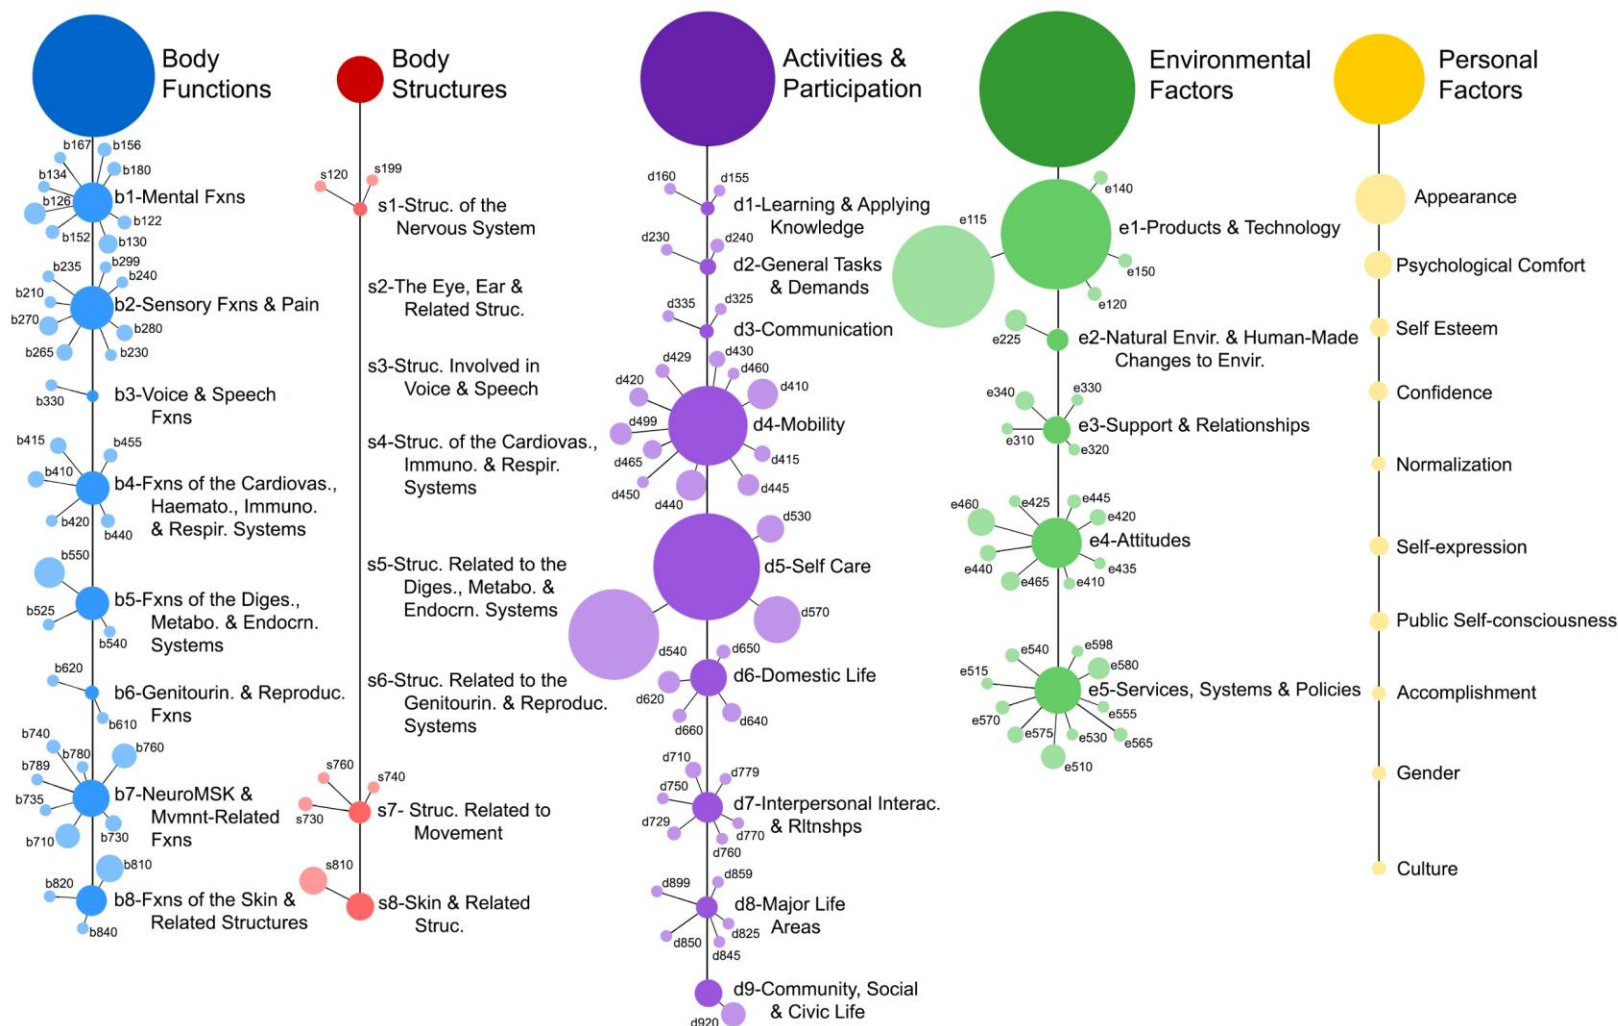 Body
Functions
b167
b156
b134
b180
b126
b1-Mental Fxns
b122
b152
b130
b235
b299
b240
b210
b2-Sensory Fxns & Pain
b270
b280
b265
b230
b3-Voice & Speech
Fxns
b330
b415
b455
b410
b4-Fxns of the Cardiovas.,
Haemato., Immuno.
& Respir. Systems
b420
b440
b550
b5-Fxns of the Diges.,
Metabo. & Endocrn.
Systems
b525
b540
b620
b6-Genitourin. & Reproduc.
Fxns
b610
b740
b780
b760
b789
b7-NeuroMSK &
Mvmnt-Related
Fxns
b735
b730
b710
b810
b820
b8-Fxns of the Skin &
Related Structures
b840
Body
Structures
s120
s199
s1-Struc. of the
Nervous System
s2-The Eye, Ear &
Related Struc.
s3-Struc. Involved in
Voice & Speech
s4-Struc. of the Cardiovas.,
Immuno. & Respir.
Systems
s5-Struc. Related to the
Diges., Metabo. &
Endocrn. Systems
s6-Struc. Related to the
Genitourin. & Reproduc.
Systems
s760
s740
s730
s7- Struc. Related to
Movement
s810
s8-Skin & Related
Struc.
Activities &
Participation
d160
d155
d1-Learning & Applying
Knowledge
d230
d240
d2-General Tasks
& Demands
d335
d325
d3-Communication
d429
d430
d460
d420
d410
d499
d4-Mobility
d465
d415
d450
d440
d445
d530
d5-Self Care
d570
d540
d650
d6-Domestic Life
d620
d660
d640
d710
d779
d750
d7-Interpersonal Interac.
& Rltnshps
d729
d770
d760
d899
d859
d8-Major Life
Areas
d825
d850
d845
d9-Community, Social
& Civic Life
d920
Environmental
Factors
e140
e115
e1-Products & Technology
e150
e120
e225
e2-Natural Envir. & Human-Made
Changes to Envir.
e340
e330
e3-Support & Relationships
e310
e320
e460
e425
e445
e420
e4-Attitudes
e440
e435
e465
e410
e540
e598
e580
e515
e5-Services, Systems & Policies
e570
e555
e575
e530
e565
e510
Personal
Factors
Appearance
Psychological Comfort
Self Esteem
Confidence
Normalization
Self-expression
Public Self-consciousness
Accomplishment
Gender
Culture